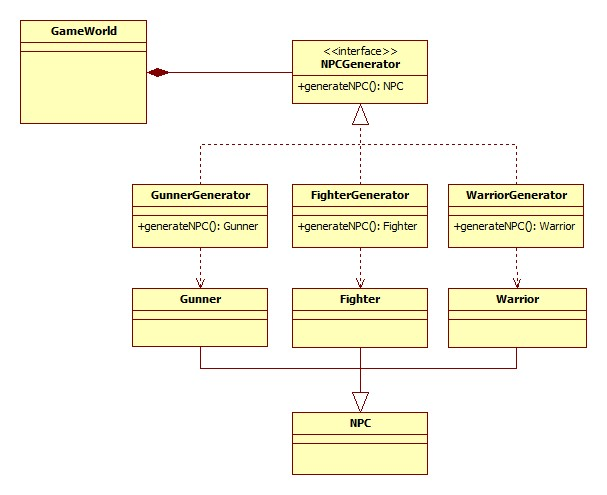 GameWorld
<<interface>>
NPCGenerator
+generateNPC(): NPC
GunnerGenerator
+generateNPC(): Gunner
FighterGenerator
+generateNPC(): Fighter
WarriorGenerator
+generateNPC(): Warrior
Gunner
Fighter
Warrior
NPC